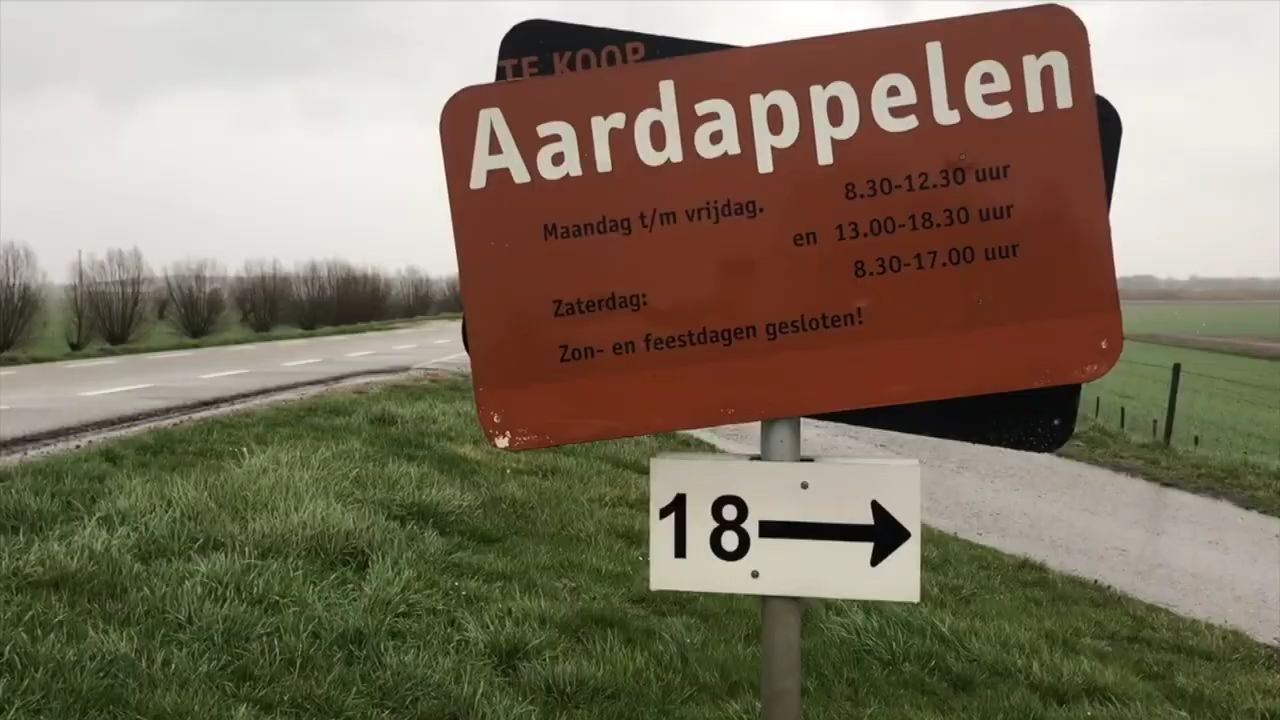 TE KOOP
Aardappelen
Maandag t/m vrijdag. 8.30-12.30 uur
en 13.00-18.30 uur
8.30-17.00 uur
Zaterdag:
Zon- en feestdagen gesloten!
18